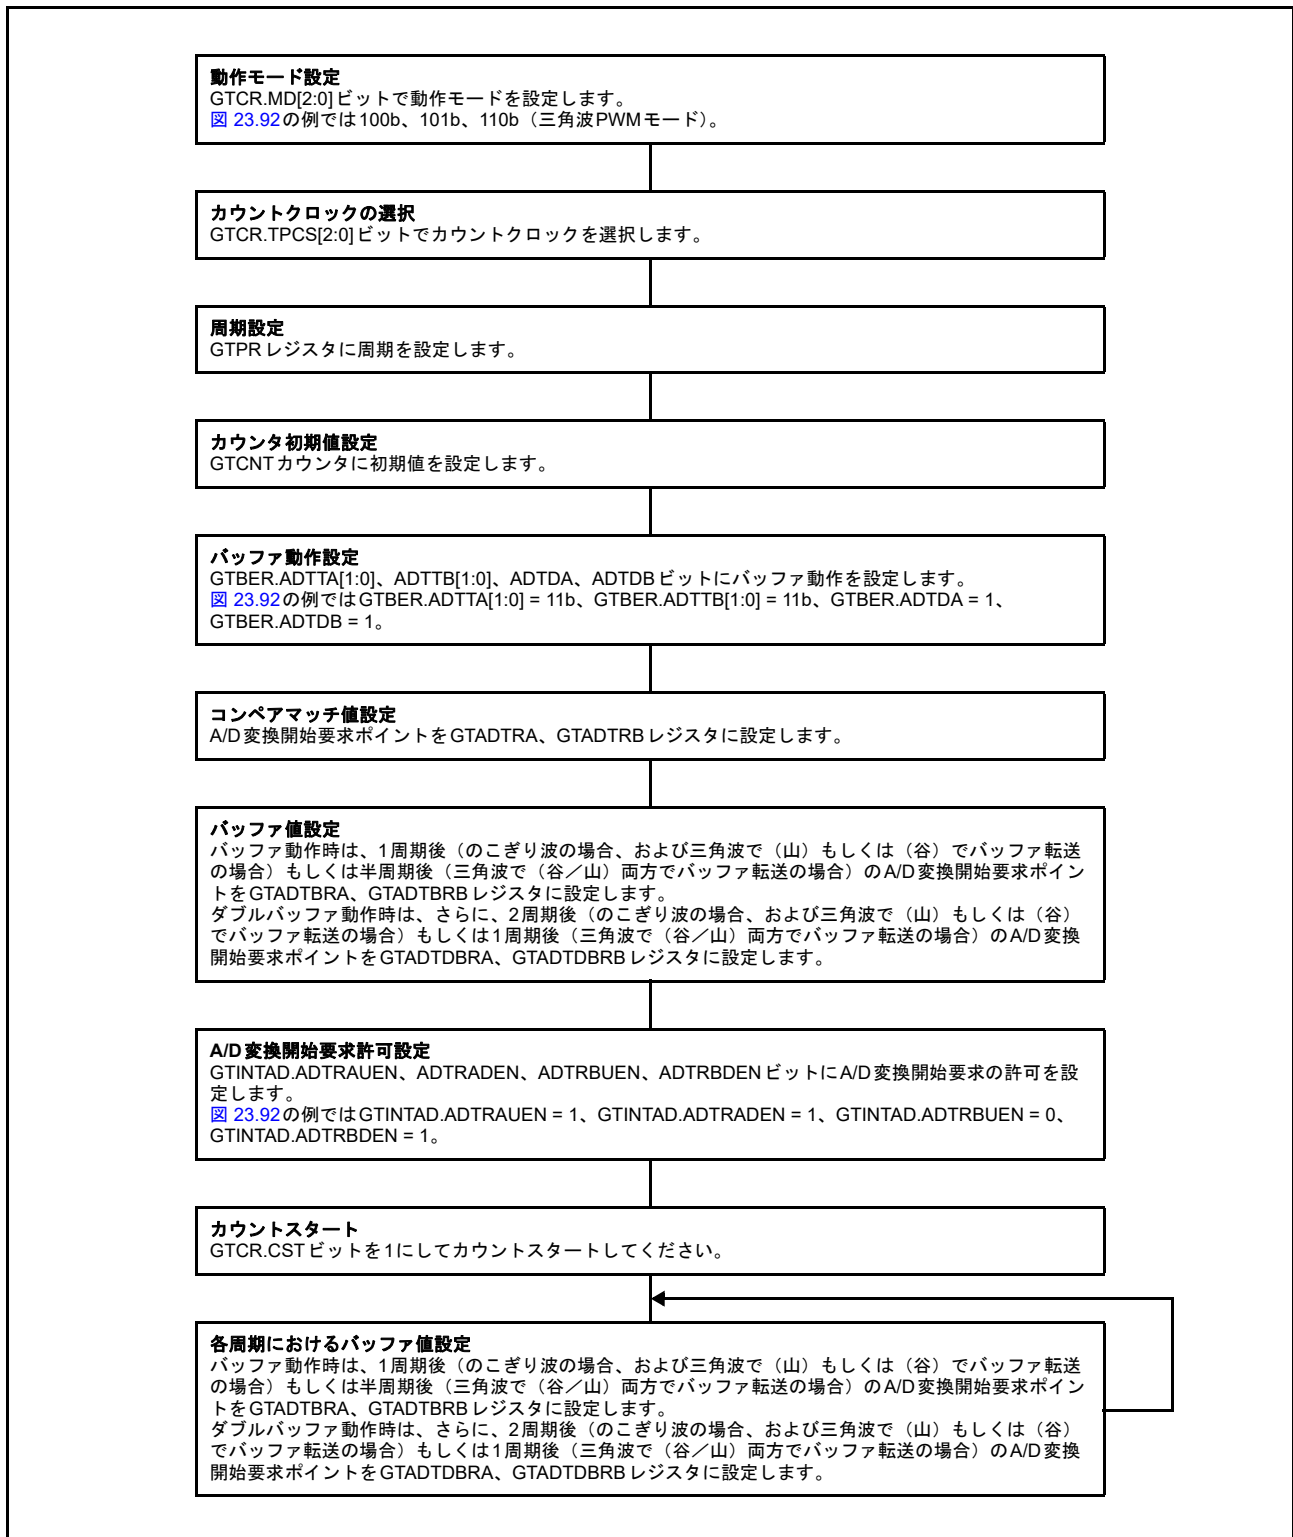 動作モード設定
GTCR.MD[2:0]ビットで動作モードを設定します。
図 23.92の例では100b、101b、110b（三角波PWMモード）。
カウントクロックの選択
GTCR.TPCS[2:0]ビットでカウントクロックを選択します。
周期設定
GTPRレジスタに周期を設定します。
カウンタ初期値設定
GTCNTカウンタに初期値を設定します。
バッファ動作設定
GTBER.ADTTA[1:0]、ADTTB[1:0]、ADTDA、ADTDBビットにバッファ動作を設定します。
図 23.92の例ではGTBER.ADTTA[1:0] = 11b、GTBER.ADTTB[1:0] = 11b、GTBER.ADTDA = 1、
GTBER.ADTDB = 1。
コンペアマッチ値設定
A/D変換開始要求ポイントをGTADTRA、GTADTRBレジスタに設定します。
バッファ値設定
バッファ動作時は、1周期後（のこぎり波の場合、および三角波で（山）もしくは（谷）でバッファ転送
の場合）もしくは半周期後（三角波で（谷／山）両方でバッファ転送の場合）のA/D変換開始要求ポイン
トをGTADTBRA、GTADTBRBレジスタに設定します。
ダブルバッファ動作時は、さらに、2周期後（のこぎり波の場合、および三角波で（山）もしくは（谷）
でバッファ転送の場合）もしくは1周期後（三角波で（谷／山）両方でバッファ転送の場合）のA/D変換
開始要求ポイントをGTADTDBRA、GTADTDBRBレジスタに設定します。
A/D変換開始要求許可設定
GTINTAD.ADTRAUEN、ADTRADEN、ADTRBUEN、ADTRBDENビットにA/D変換開始要求の許可を設
定します。
図 23.92の例ではGTINTAD.ADTRAUEN = 1、GTINTAD.ADTRADEN = 1、GTINTAD.ADTRBUEN = 0、
GTINTAD.ADTRBDEN = 1。
カウントスタート
GTCR.CSTビットを1にしてカウントスタートしてください。
各周期におけるバッファ値設定
バッファ動作時は、1周期後（のこぎり波の場合、および三角波で（山）もしくは（谷）でバッファ転送
の場合）もしくは半周期後（三角波で（谷／山）両方でバッファ転送の場合）のA/D変換開始要求ポイン
トをGTADTBRA、GTADTBRBレジスタに設定します。
ダブルバッファ動作時は、さらに、2周期後（のこぎり波の場合、および三角波で（山）もしくは（谷）
でバッファ転送の場合）もしくは1周期後（三角波で（谷／山）両方でバッファ転送の場合）のA/D変換
開始要求ポイントをGTADTDBRA、GTADTDBRBレジスタに設定します。